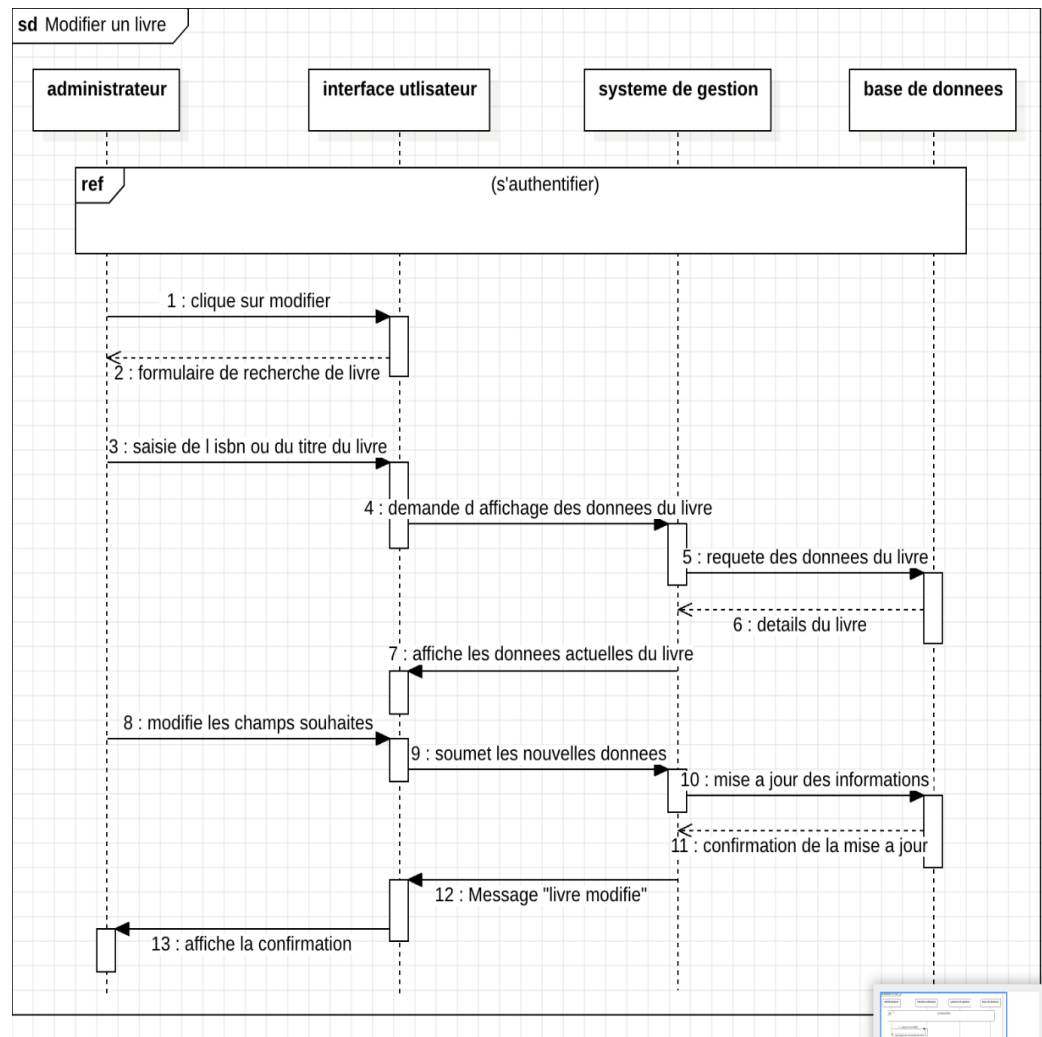 sd Modifier un livre
administrateur
interface utlisateur
systeme de gestion
base de donnees
ref
(s'authentifier)
1 : clique sur modifier
2 : formulaire de recherche de livre
3 : saisie de l isbn ou du titre du livre
4 : demande d affichage des donnees du livre
5 : requete des donnees du livre
6 : details du livre
7 : affiche les donnees actuelles du livre
8 : modifie les champs souhaites
9 : soumet les nouvelles donnees
10 : mise a jour des informations
11 : confirmation de la mise a jour
12 : Message "livre modifie"
13 : affiche la confirmation